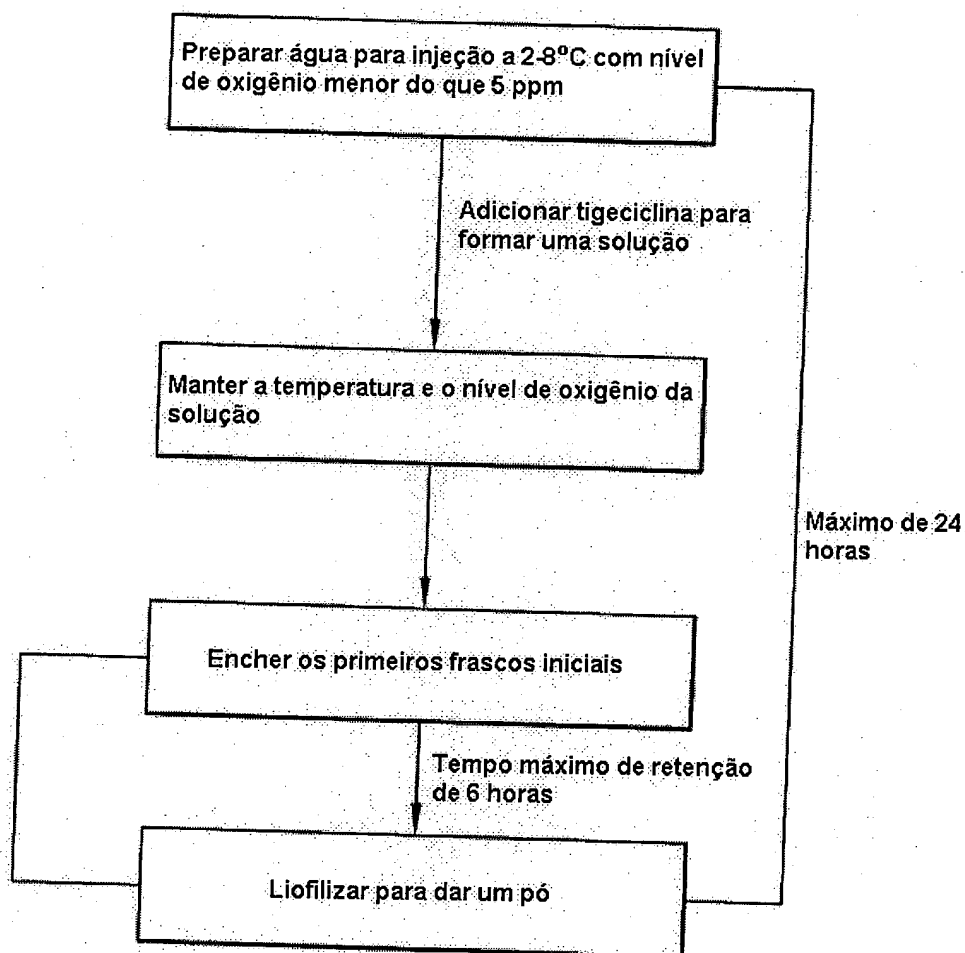 Preparar água para injeção a 2-8ºC com nível
de oxigênio menor do que 5 ppm
Adicionar tigeciclina para
formar uma solução
Manter a temperatura e o nível de oxigênio da
solução
Máximo de 24
horas
Encher os primeiros frascos iniciais
Tempo máximo de retenção
de 6 horas
Liofilizar para dar um pó